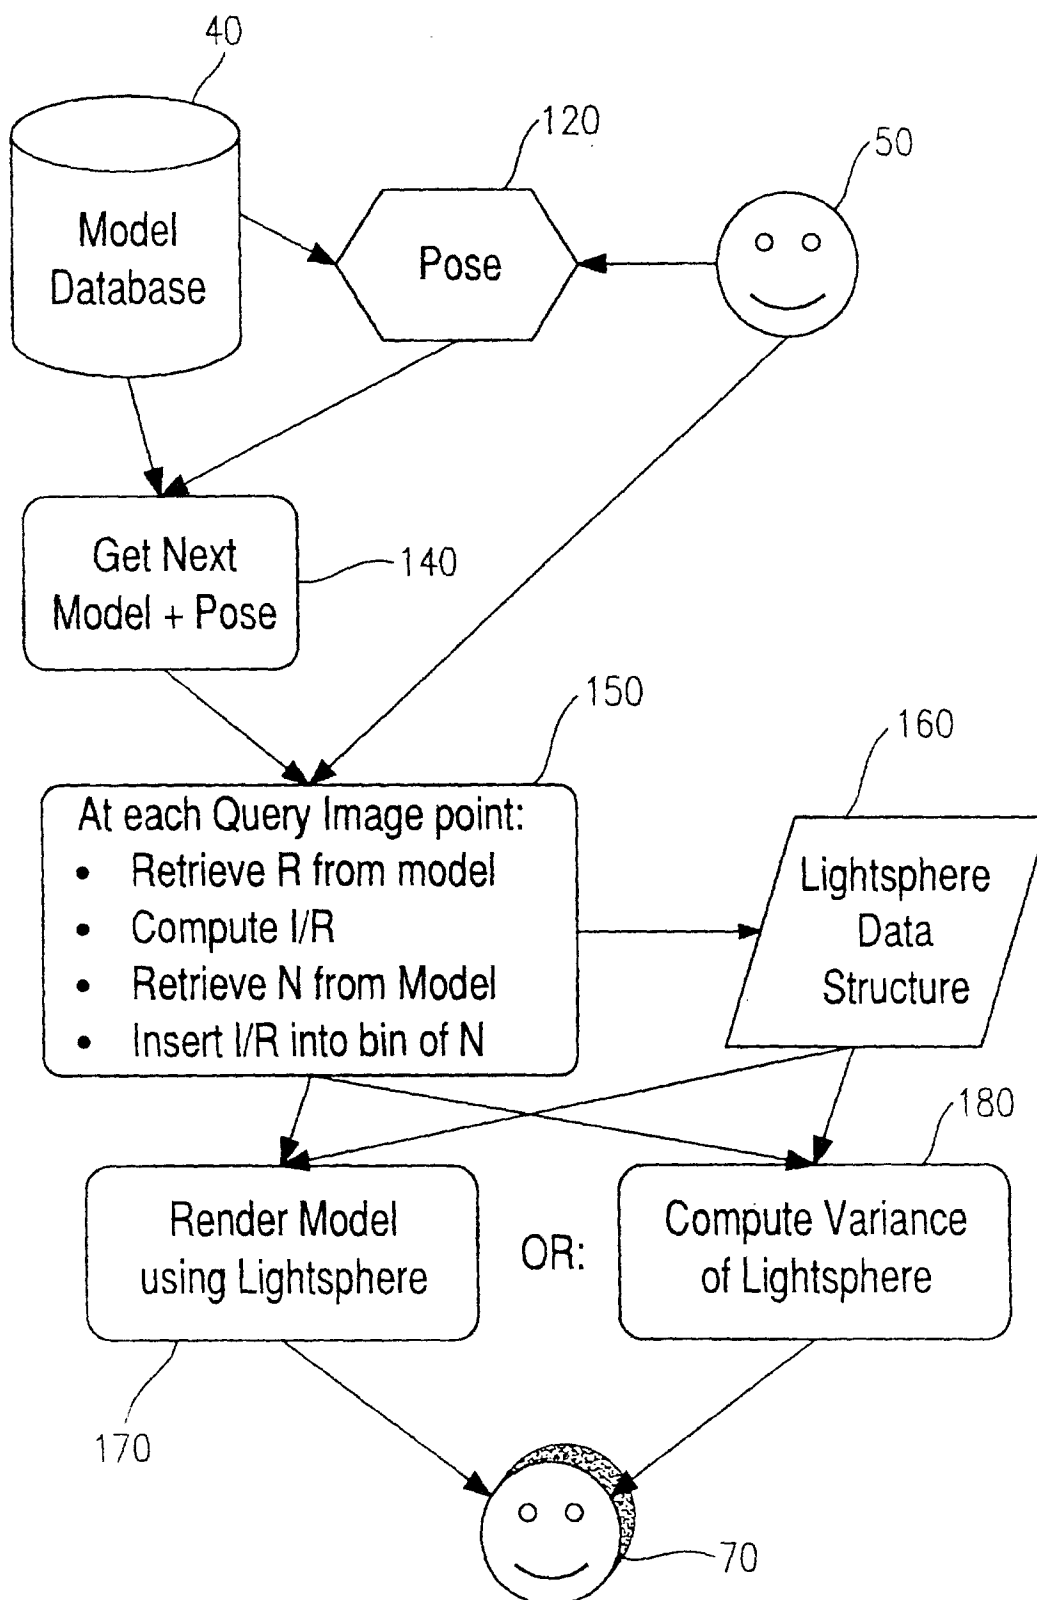 40
120
50
Model
Database
Pose
Get Next
Model + Pose
140
150
160
At each Query Image point:
• Retrieve R from model
• Compute I/R
• Retrieve N from Model
• Insert I/R into bin of N
Lightsphere
Data
Structure
180
Render Model
using Lightsphere
OR:
Compute Variance
of Lightsphere
170
70